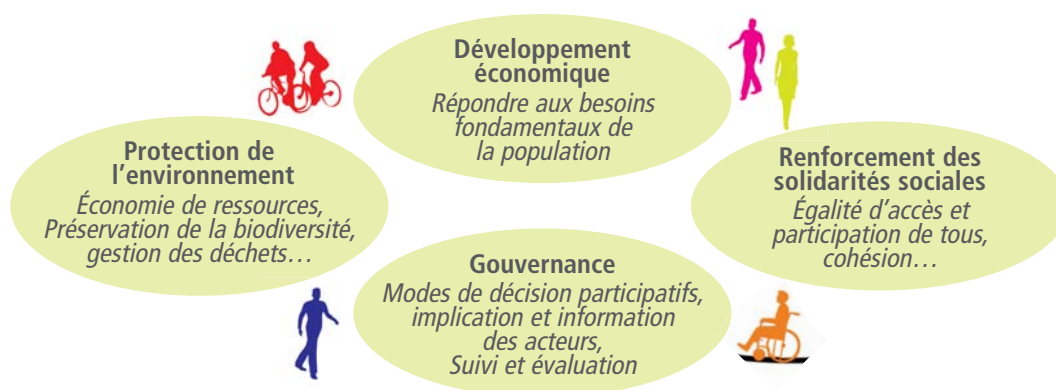 Développement
économique
Répondre aux besoins
fondamentaux de
la population
Protection de
l’environnement
Économie de ressources,
Préservation de la biodiversité,
gestion des déchets…
Renforcement des
solidarités sociales
Égalité d’accès et
participation de tous,
cohésion…
Gouvernance
Modes de décision participatifs,
implication et information
des acteurs,
Suivi et évaluation